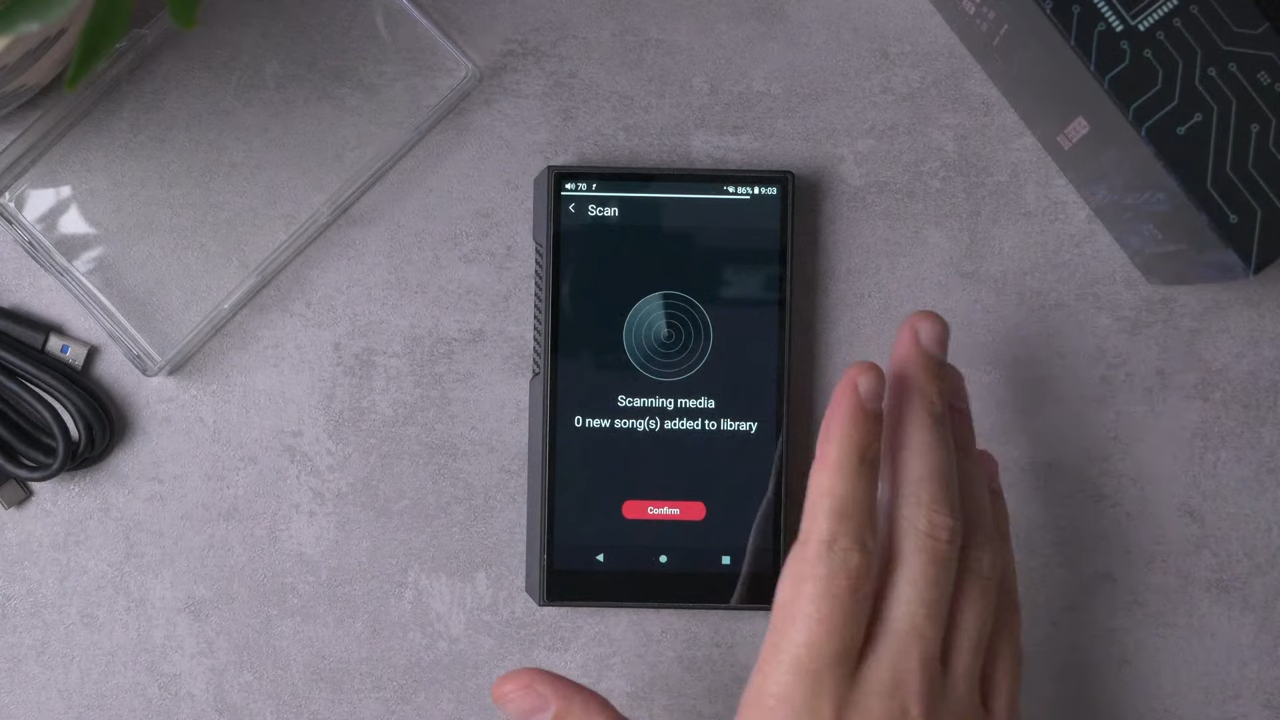 70 86% 9:03
Scan
Scanning media
0 new song(s) added to library
Confirm